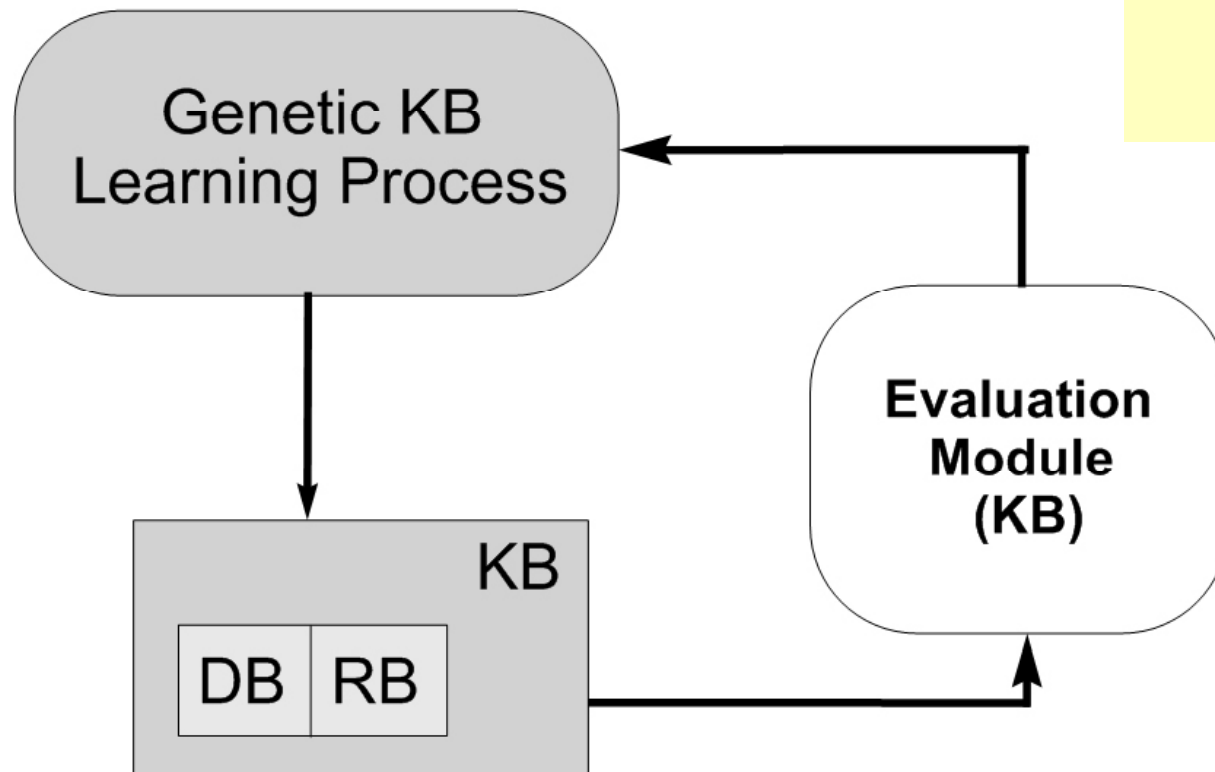 Genetic KB
Learning Process
Evaluation
Module
(KB)
KB
DB RB